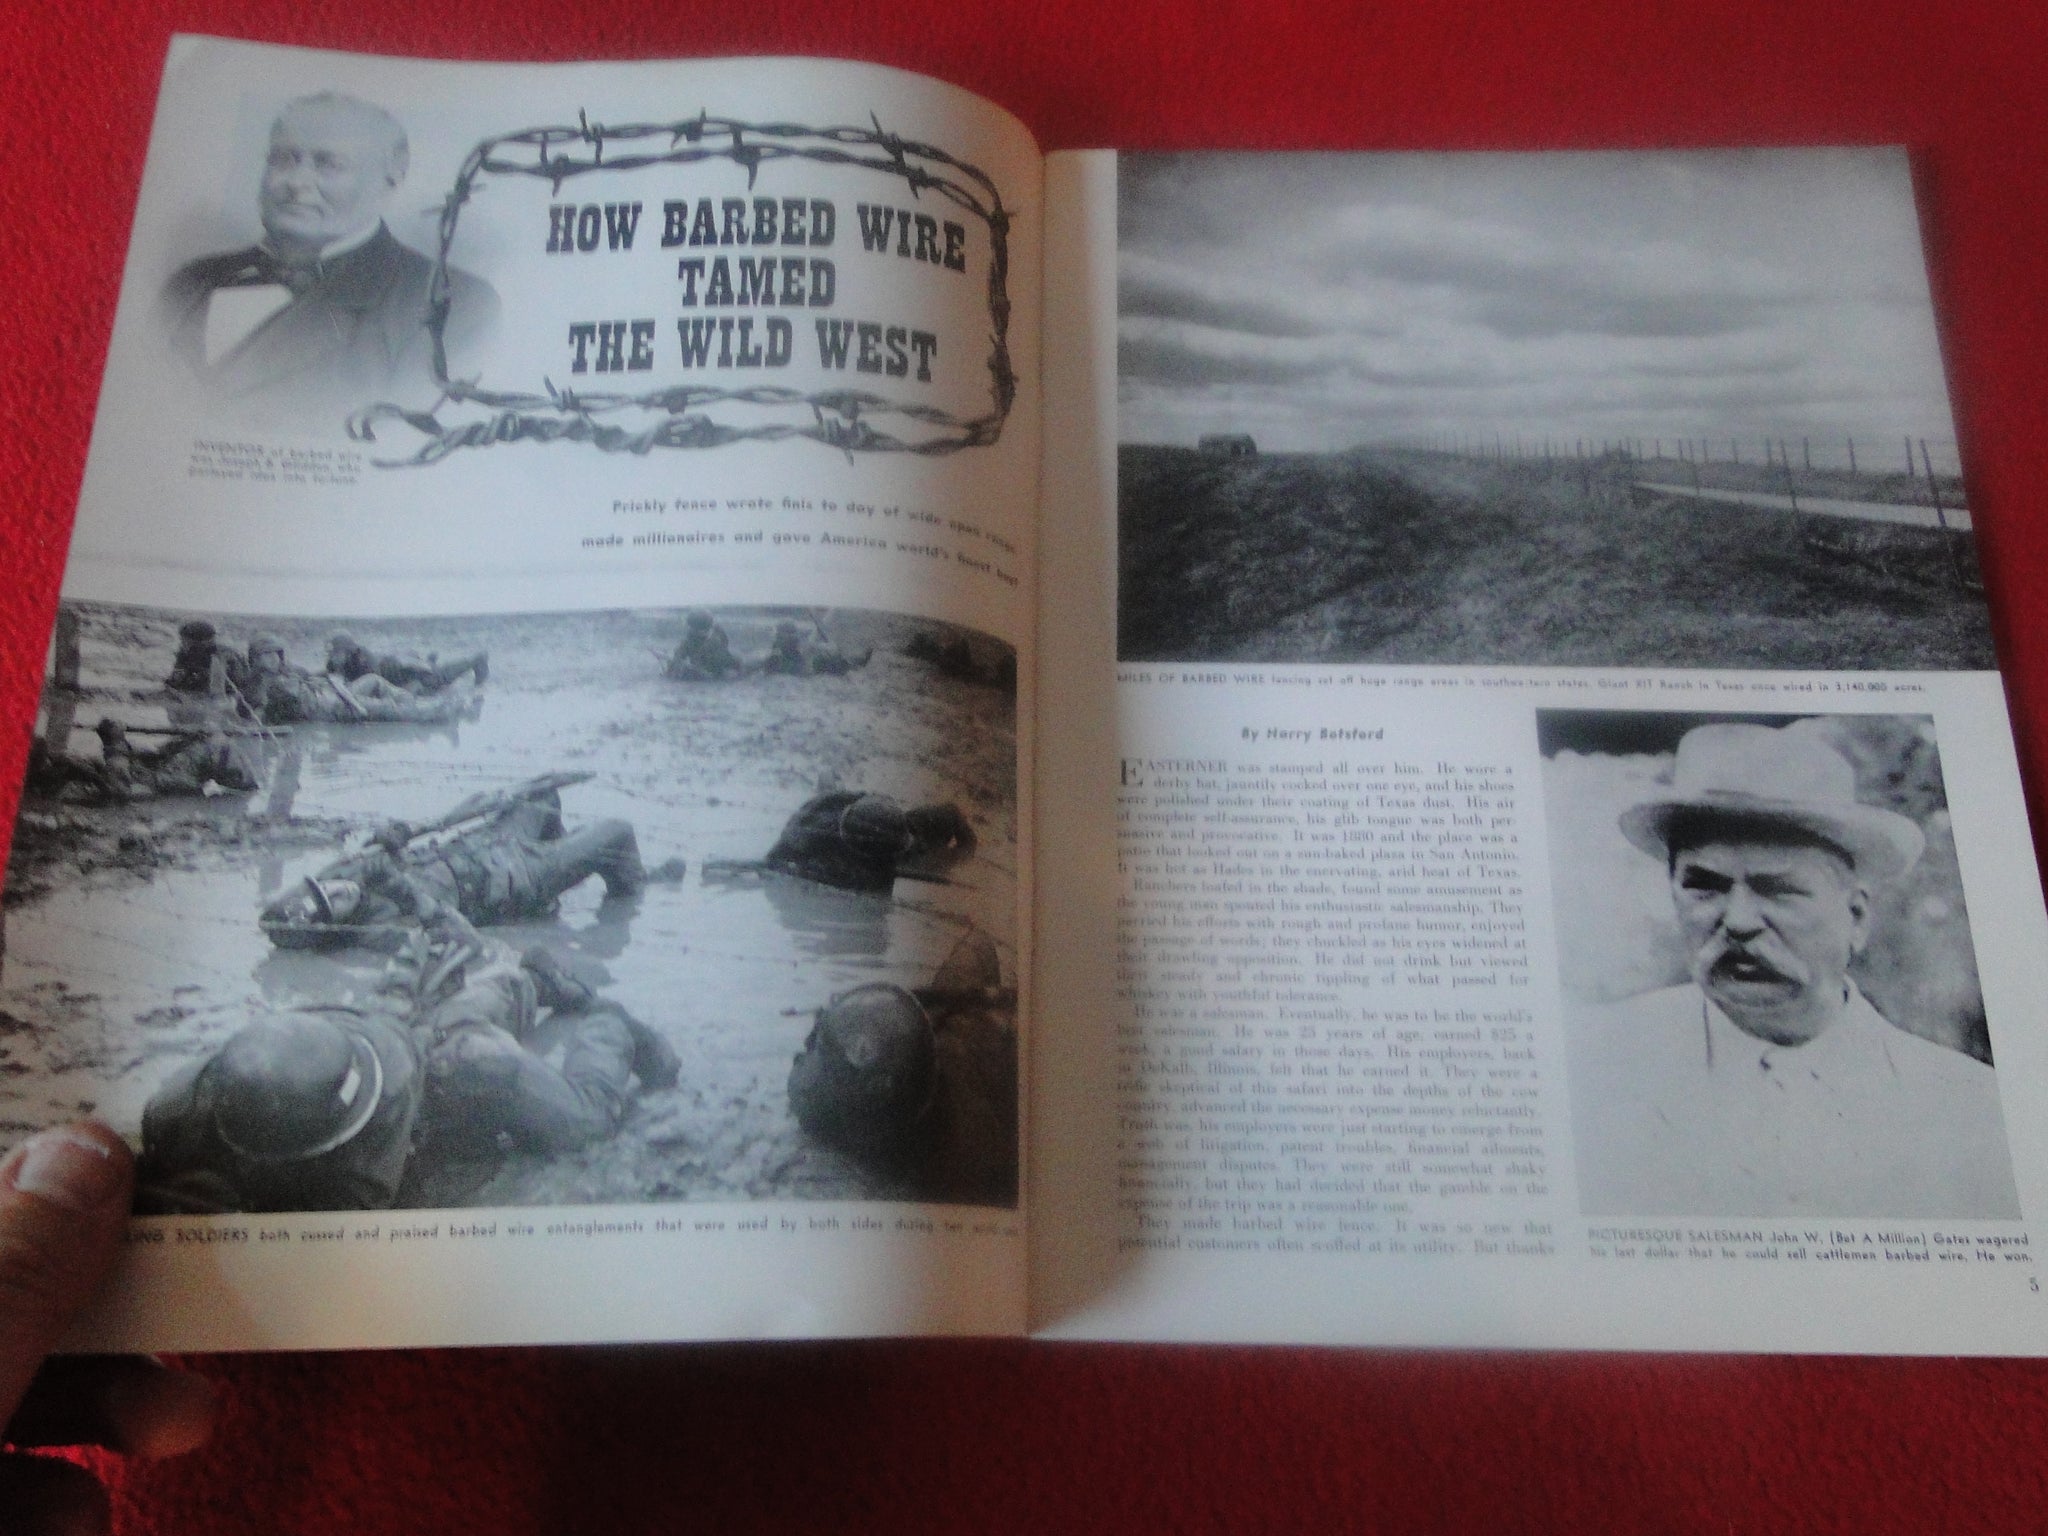 HOW BARBED WIRE
TAMED
THE WILD WEST
INVENTOR of barbed wire
was Joseph F. Glidden, who
Prickly fence wrote finis to day of wide open range,
made millionaires and gave America world's finest beef
SOLDIERS both cussed and praised barbed wire entanglements that were used by both sides during
MILES OF BARBED WIRE fencing set off huge range areas in southwestern states. Giant XIT Ranch in Texas once wired in 3,140,000 acres.
By Harry Botsford
EASTERNER was stamped all over him. He wore a
derby hat, jauntily cocked over one eye, and his shoes
were polished under their coating of Texas dust. His air
of complete self-assurance, his glib tongue was both per-
suasive and provocative. It was 1880 and the place was a
patio that looked out on a sun-baked plaza in San Antonio.
It was hot as Hades in the enervating, arid heat of Texas.
Ranchers loafed in the shade, found some amusement as
the young man spouted his enthusiastic salesmanship. They
parried his efforts with rough and profane humor, enjoyed
the passage of words; they chuckled as his eyes widened at
their drawling opposition. He did not drink but viewed
their steady and chronic tippling of what passed for
whiskey with youthful tolerance.
He was a salesman. Eventually, he was to be the world's
best salesman. He was 25 years of age, earned $25 a
week, a good salary in those days. His employers, back
in DeKalb, Illinois, felt that he earned it. They were a
trifle skeptical of this safari into the depths of the cow
country, advanced the necessary expense money reluctantly.
Truth was, his employers were just starting to emerge from
a web of litigation, patent troubles, financial ailments,
management disputes. They were still somewhat shaky
financially, but they had decided that the gamble on the
expense of the trip was a reasonable one.
They made barbed wire fence. It was so new that
potential customers often scoffed at its utility. But thanks
PICTURESQUE SALESMAN John W. (Bet A Million) Gates wagered
his last dollar that he could sell cattlemen barbed wire. He won.
5